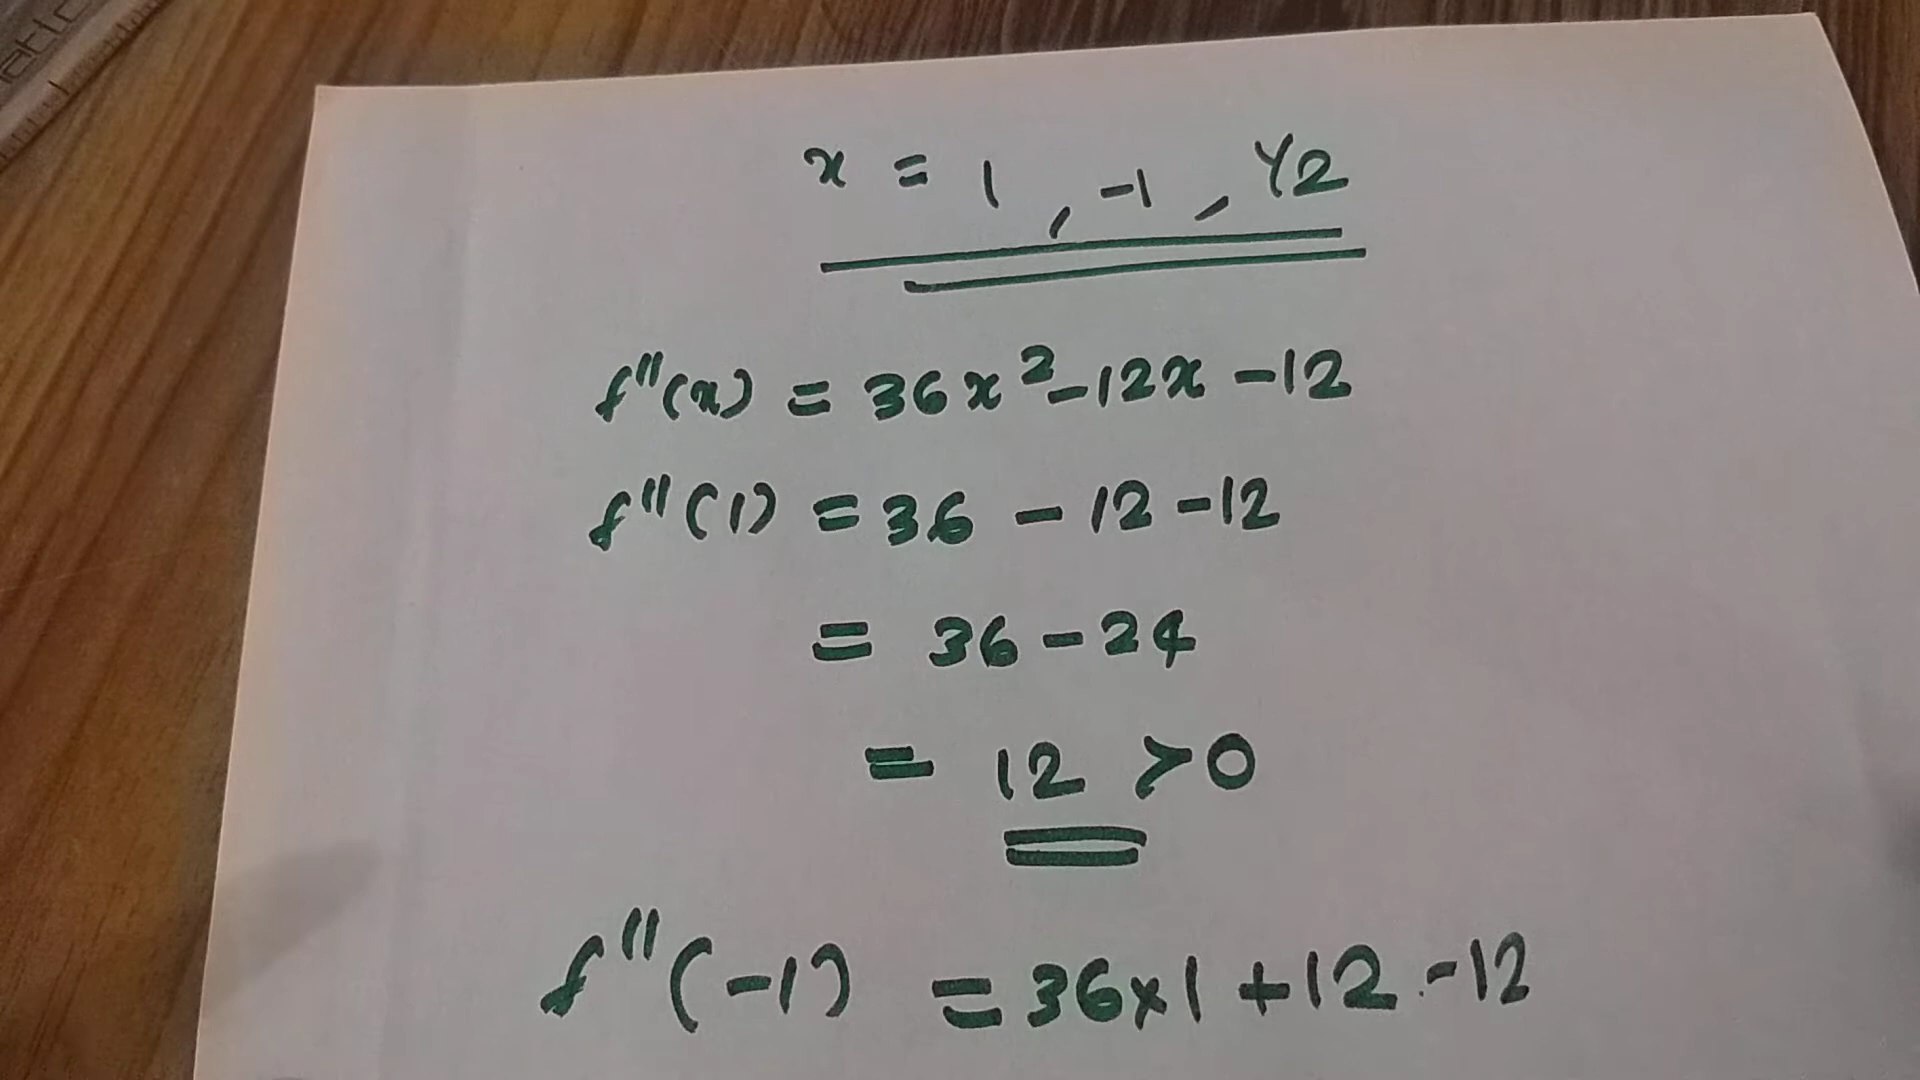 x = 1, -1, 1/2
f''(x) = 36x² - 12x - 12
f''(1) = 36 - 12 - 12
= 36 - 24
= 12 > 0
f''(-1) = 36×1 + 12 - 12